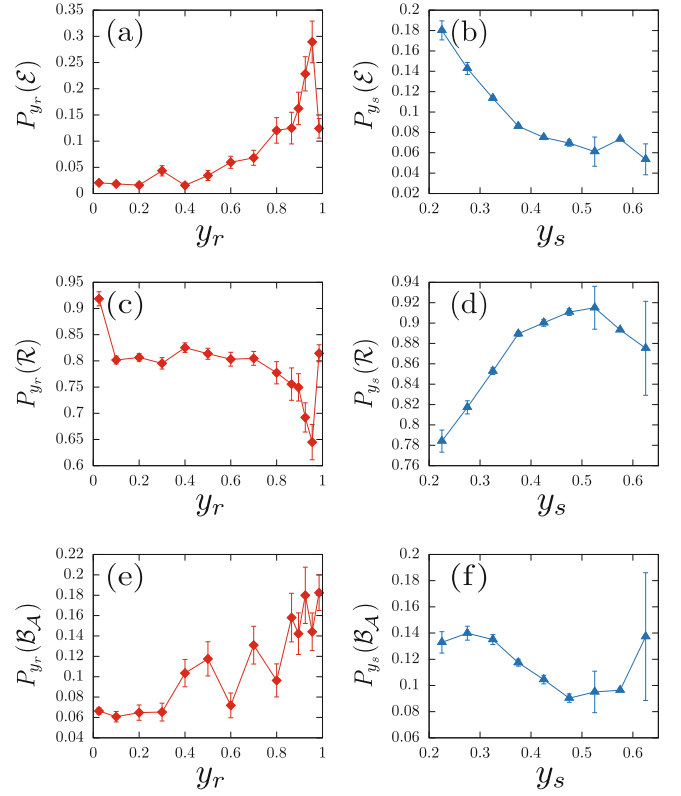 (a)
P_{y_r}(ℰ)
0.35
0.3
0.25
0.2
0.15
0.1
0.05
0
0 0.2 0.4 0.6 0.8 1
y_r
(b)
P_{y_s}(ℰ)
0.2
0.18
0.16
0.14
0.12
0.1
0.08
0.06
0.04
0.02
0.2 0.3 0.4 0.5 0.6
y_s
(c)
P_{y_r}(ℛ)
0.95
0.9
0.85
0.8
0.75
0.7
0.65
0.6
0 0.2 0.4 0.6 0.8 1
y_r
(d)
P_{y_s}(ℛ)
0.94
0.92
0.9
0.88
0.86
0.84
0.82
0.8
0.78
0.76
0.2 0.3 0.4 0.5 0.6
y_s
(e)
P_{y_r}(ℬ_𝒜)
0.22
0.2
0.18
0.16
0.14
0.12
0.1
0.08
0.06
0.04
0 0.2 0.4 0.6 0.8 1
y_r
(f)
P_{y_s}(ℬ_𝒜)
0.2
0.18
0.16
0.14
0.12
0.1
0.08
0.06
0.2 0.3 0.4 0.5 0.6
y_s